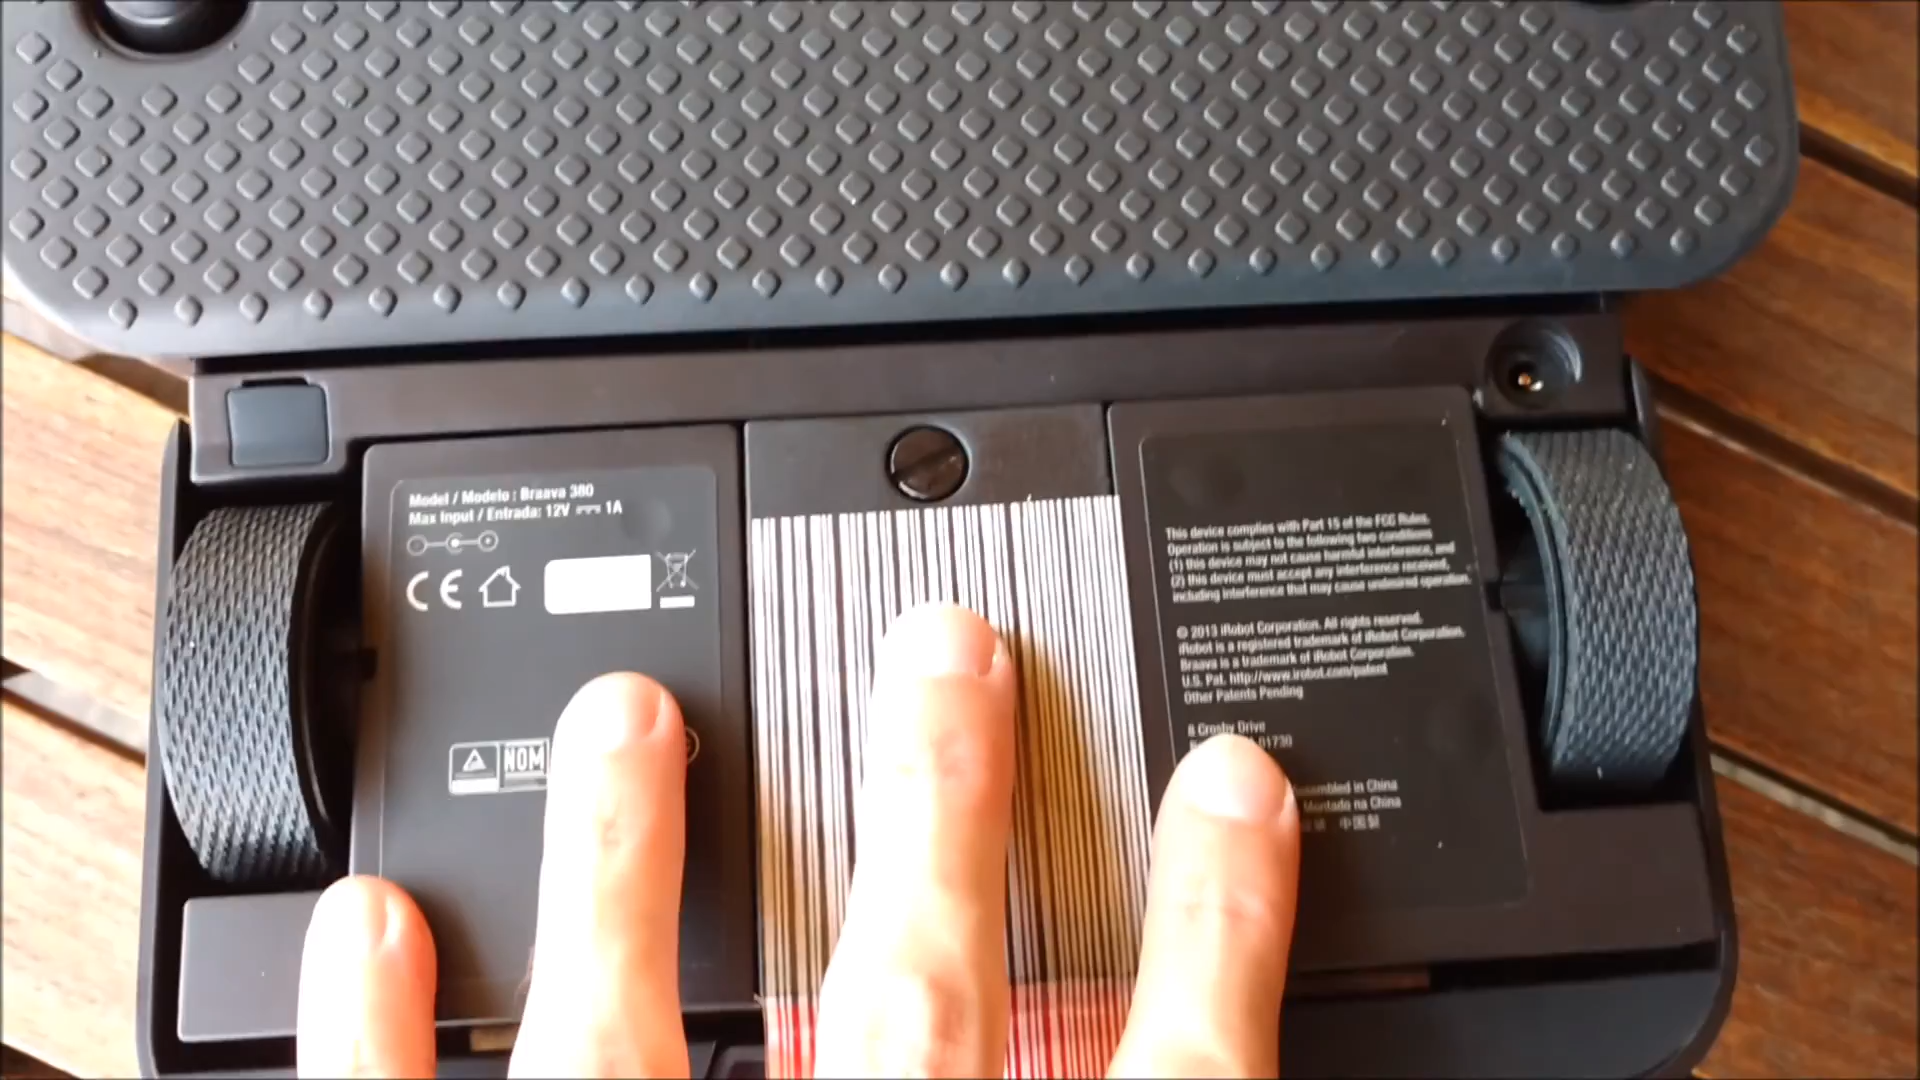 Model / Modelo : Braava 380
Max Input / Entrada: 12V ⎓ 1A
CE
NOM
This device complies with Part 15 of the FCC Rules.
Operation is subject to the following two conditions
(1) this device may not cause harmful interference, and
(2) this device must accept any interference received,
including interference that may cause undesired operation.
© 2013 iRobot Corporation. All rights reserved.
iRobot is a registered trademark of iRobot Corporation.
Braava is a trademark of iRobot Corporation.
U.S. Pat. http://www.irobot.com/patent
Other Patents Pending
8 Crosby Drive
01730
Assembled in China
Montado na China
中国製